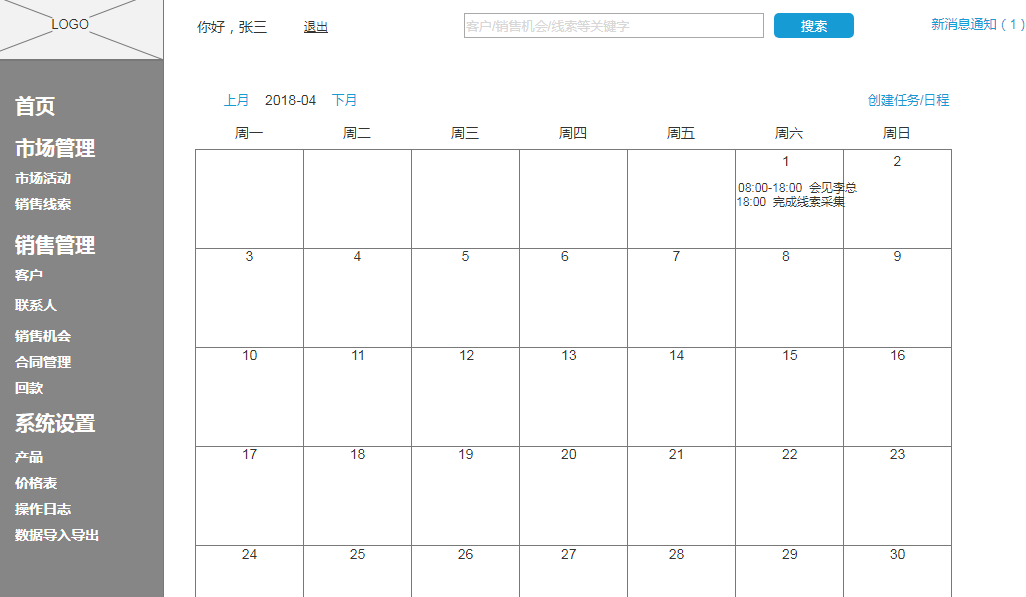 LOGO
你好，张三 退出 客户/销售机会/线索等关键字 搜索 新消息通知（1）
首页
市场管理
市场活动
销售线索
销售管理
客户
联系人
销售机会
合同管理
回款
系统设置
产品
价格表
操作日志
数据导入导出
上月 2018-04 下月 创建任务/日程
周一 周二 周三 周四 周五 周六 周日
1 2
08:00-18:00 会见李总
18:00 完成线索采集
3 4 5 6 7 8 9
10 11 12 13 14 15 16
17 18 19 20 21 22 23
24 25 26 27 28 29 30